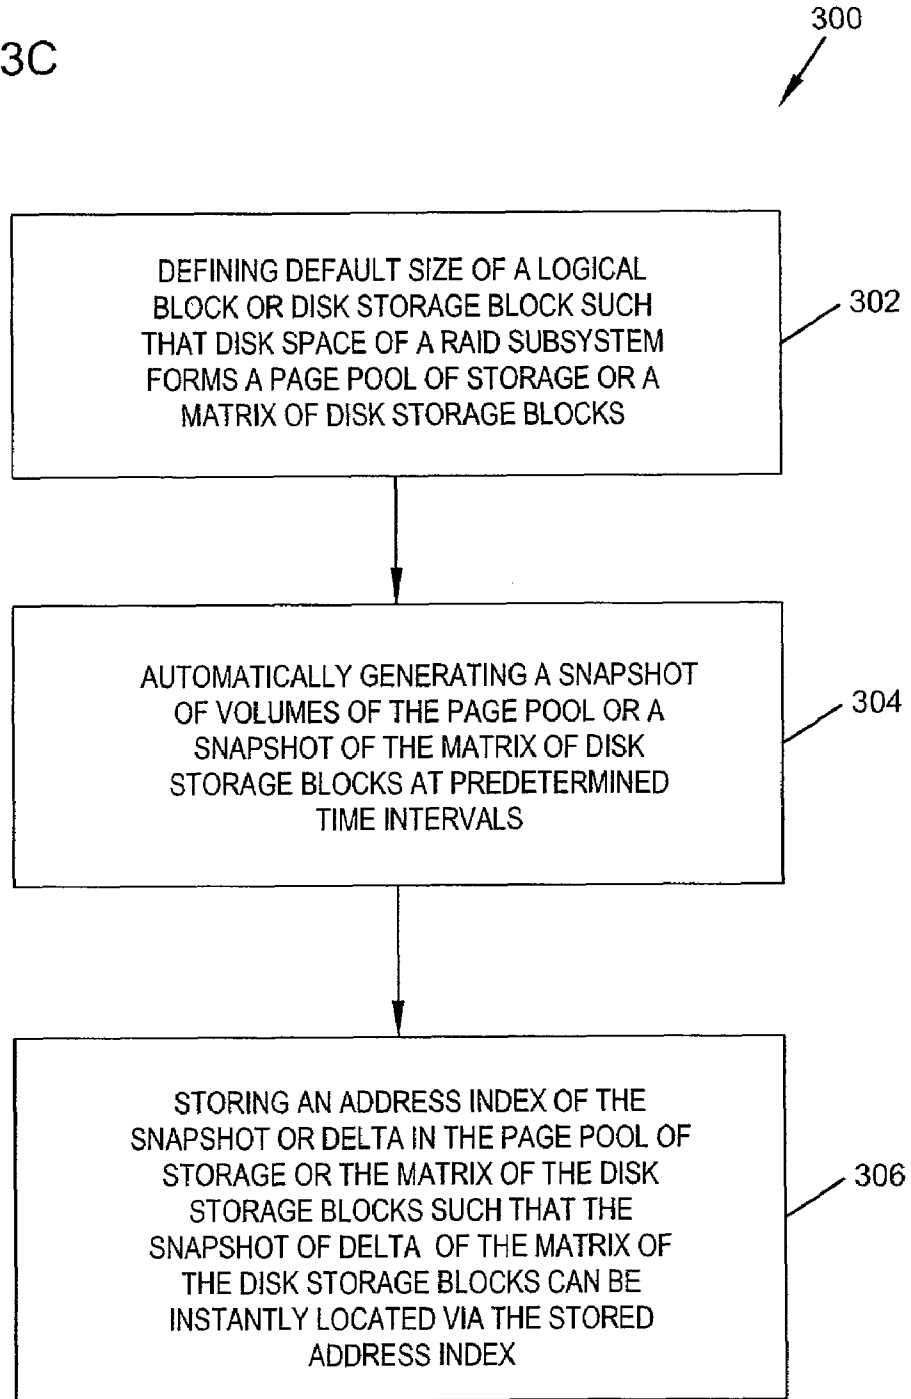 3C
300
DEFINING DEFAULT SIZE OF A LOGICAL
BLOCK OR DISK STORAGE BLOCK SUCH
THAT DISK SPACE OF A RAID SUBSYSTEM
FORMS A PAGE POOL OF STORAGE OR A
MATRIX OF DISK STORAGE BLOCKS
302
AUTOMATICALLY GENERATING A SNAPSHOT
OF VOLUMES OF THE PAGE POOL OR A
SNAPSHOT OF THE MATRIX OF DISK
STORAGE BLOCKS AT PREDETERMINED
TIME INTERVALS
304
STORING AN ADDRESS INDEX OF THE
SNAPSHOT OR DELTA IN THE PAGE POOL OF
STORAGE OR THE MATRIX OF THE DISK
STORAGE BLOCKS SUCH THAT THE
SNAPSHOT OF DELTA OF THE MATRIX OF
THE DISK STORAGE BLOCKS CAN BE
INSTANTLY LOCATED VIA THE STORED
ADDRESS INDEX
306